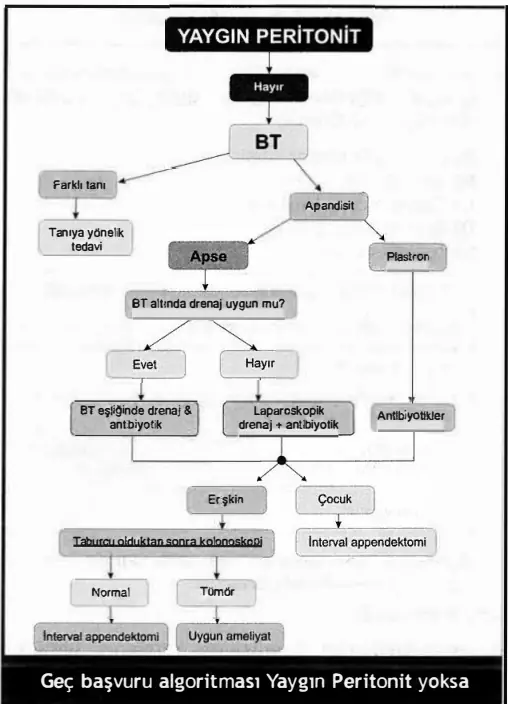 YAYGIN PERİTONİT
Hayır
BT
Farklı tanı
Apandisit
Tanıya yönelik
tedavi
Apse
Plastron
BT altında drenaj uygun mu?
Evet
Hayır
BT eşliğinde drenaj &
antibiyotik
Laparoskopik
drenaj + antibiyotik
Antibiyotikler
Erişkin
Çocuk
Taburcu olduktan sonra kolonoskopi
İnterval appendektomi
Normal
Tümör
İnterval appendektomi
Uygun ameliyat
Geç başvuru algoritması Yaygın Peritonit yoksa